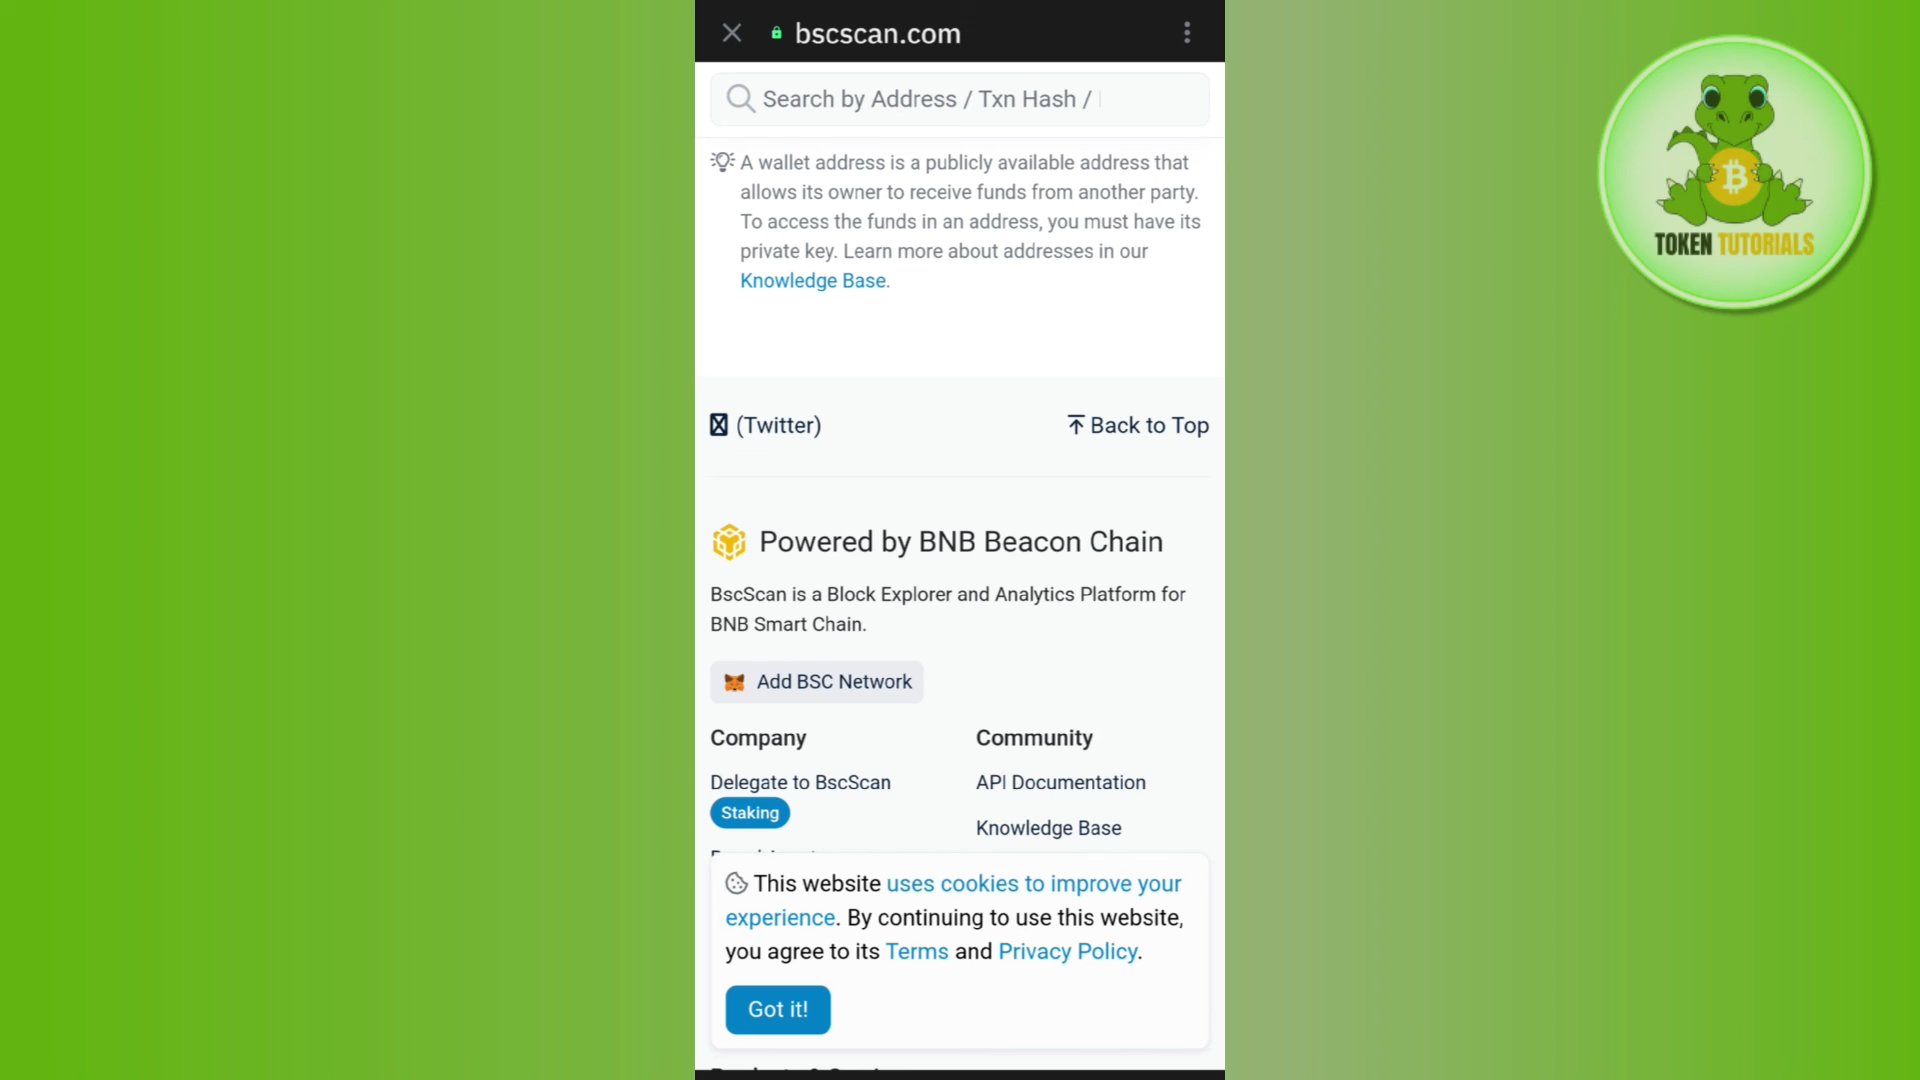 bscscan.com
Search by Address / Txn Hash /
A wallet address is a publicly available address that
allows its owner to receive funds from another party.
To access the funds in an address, you must have its
private key. Learn more about addresses in our
Knowledge Base.
(Twitter)
Back to Top
Powered by BNB Beacon Chain
BscScan is a Block Explorer and Analytics Platform for
BNB Smart Chain.
Add BSC Network
Company
Community
Delegate to BscScan
API Documentation
Staking
Knowledge Base
This website uses cookies to improve your
experience. By continuing to use this website,
you agree to its Terms and Privacy Policy.
Got it!
TOKEN TUTORIALS